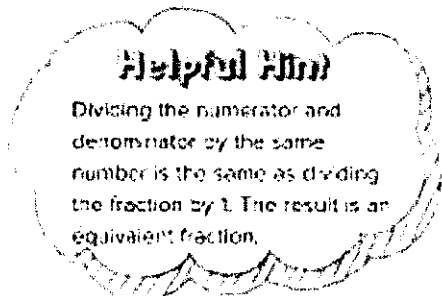 Helpful Hint
Dividing the numerator and
denominator by the same
number is the same as dividing
the fraction by 1. The result is an
equivalent fraction.